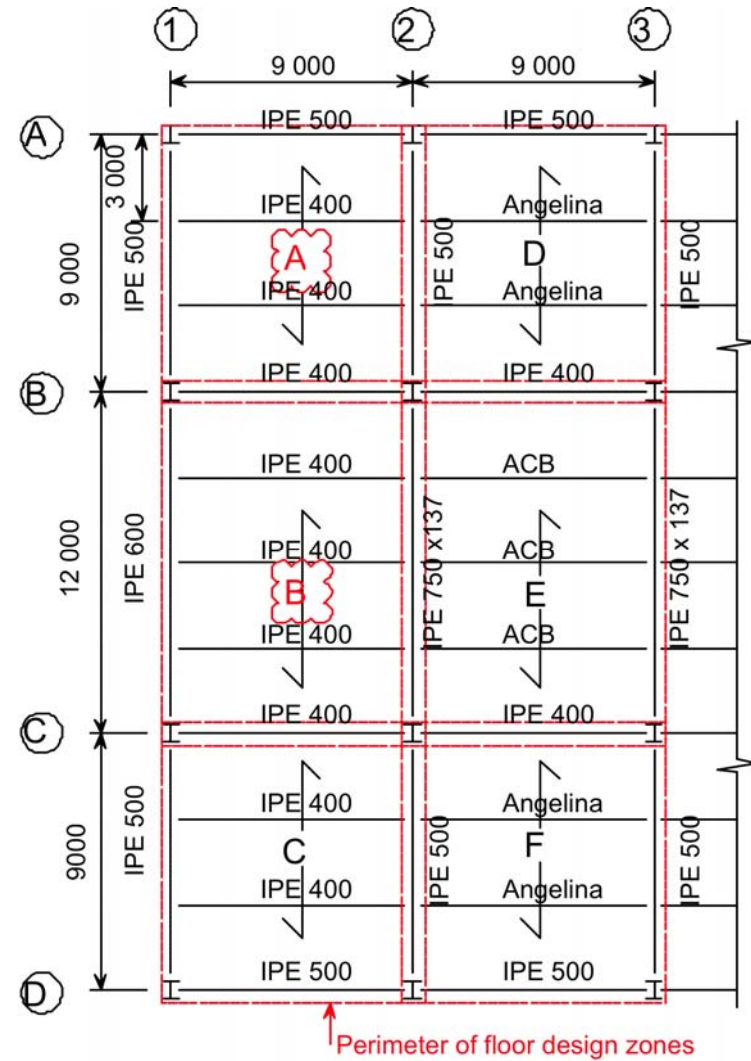 1 2 3
9 000 9 000
A IPE 500 IPE 500
3 000
IPE 400 Angelina
9 000 IPE 500 A IPE 500 D IPE 500
IPE 400 Angelina
IPE 400 IPE 400
B
IPE 400 ACB
12 000 IPE 600 IPE 400 IPE 750 x137 ACB IPE 750 x 137
B E
IPE 400 ACB
IPE 400 IPE 400
C
IPE 400 Angelina
9000 IPE 500 C IPE 500 F IPE 500
IPE 400 Angelina
IPE 500 IPE 500
D
Perimeter of floor design zones